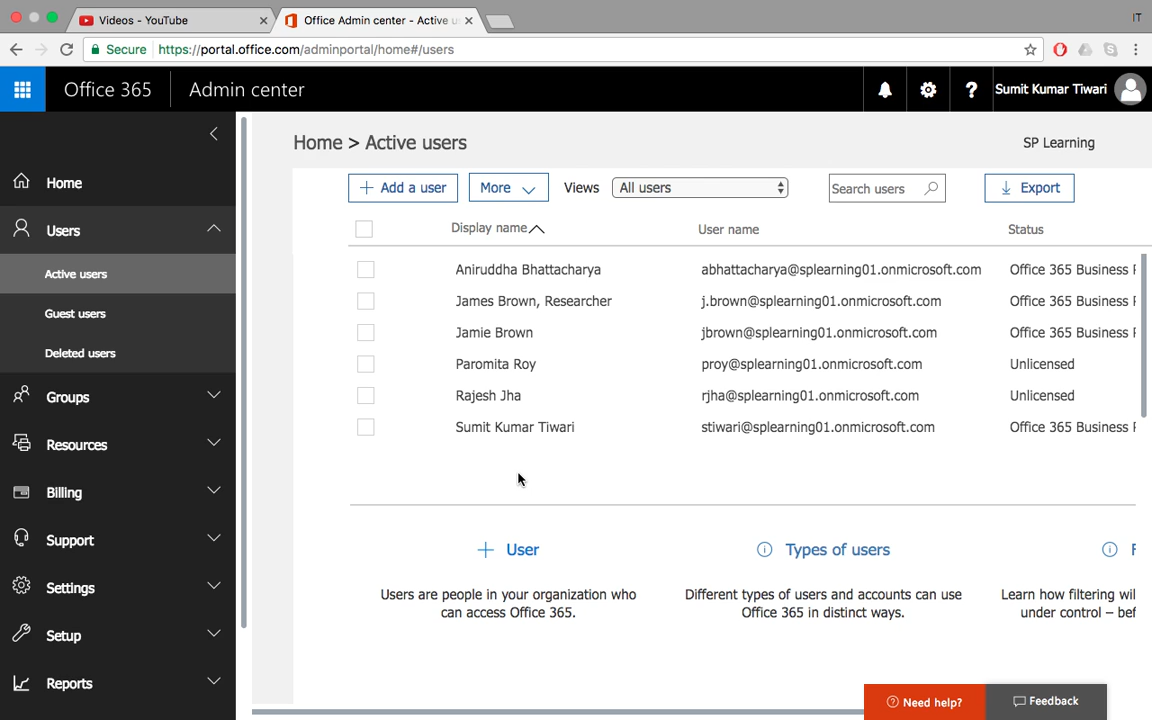 Videos - YouTube
Office Admin center - Active u
IT
Secure
https://portal.office.com/adminportal/home#/users
Office 365
Admin center
Sumit Kumar Tiwari
Home > Active users
SP Learning
Home
Users
Active users
Guest users
Deleted users
Groups
Resources
Billing
Support
Settings
Setup
Reports
Add a user
More
Views
All users
Search users
Export
Display name User name Status
Aniruddha Bhattacharya abhattacharya@splearning01.onmicrosoft.com Office 365 Business
James Brown, Researcher j.brown@splearning01.onmicrosoft.com Office 365 Business
Jamie Brown jbrown@splearning01.onmicrosoft.com Office 365 Business
Paromita Roy proy@splearning01.onmicrosoft.com Unlicensed
Rajesh Jha rjha@splearning01.onmicrosoft.com Unlicensed
Sumit Kumar Tiwari stiwari@splearning01.onmicrosoft.com Office 365 Business
+ User
Users are people in your organization who
can access Office 365.
Types of users
Different types of users and accounts can use
Office 365 in distinct ways.
F
Learn how filtering wil
under control – bef
Need help?
Feedback